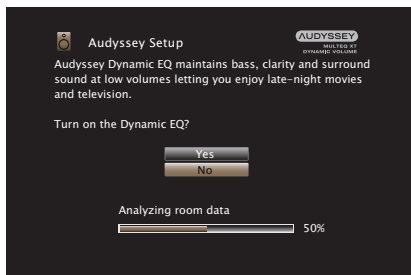 Audyssey Setup
AUDYSSEY
MULTEQ XT
DYNAMIC VOLUME
Audyssey Dynamic EQ maintains bass, clarity and surround
sound at low volumes letting you enjoy late-night movies
and television.
Turn on the Dynamic EQ?
Yes
No
Analyzing room data
50%